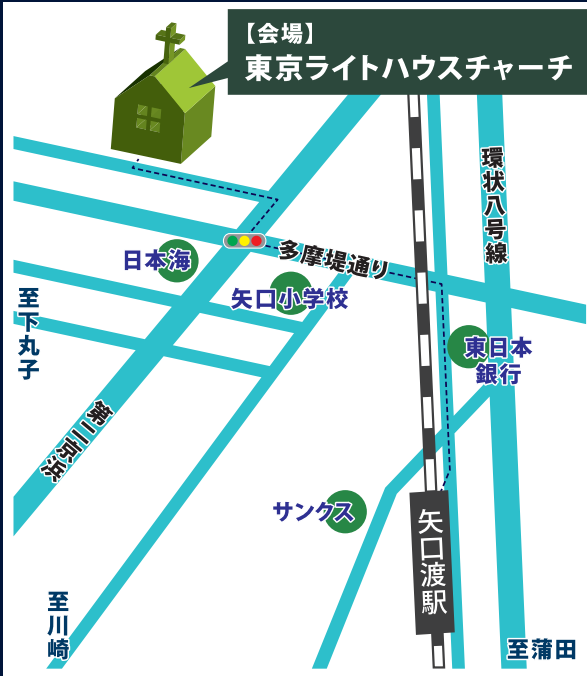 【会場】
東京ライトハウスチャーチ
環状八号線
多摩堤通り
日本海
矢口小学校
至下丸子
東日本
銀行
第二京浜
サンクス
矢口渡駅
至川崎
至蒲田